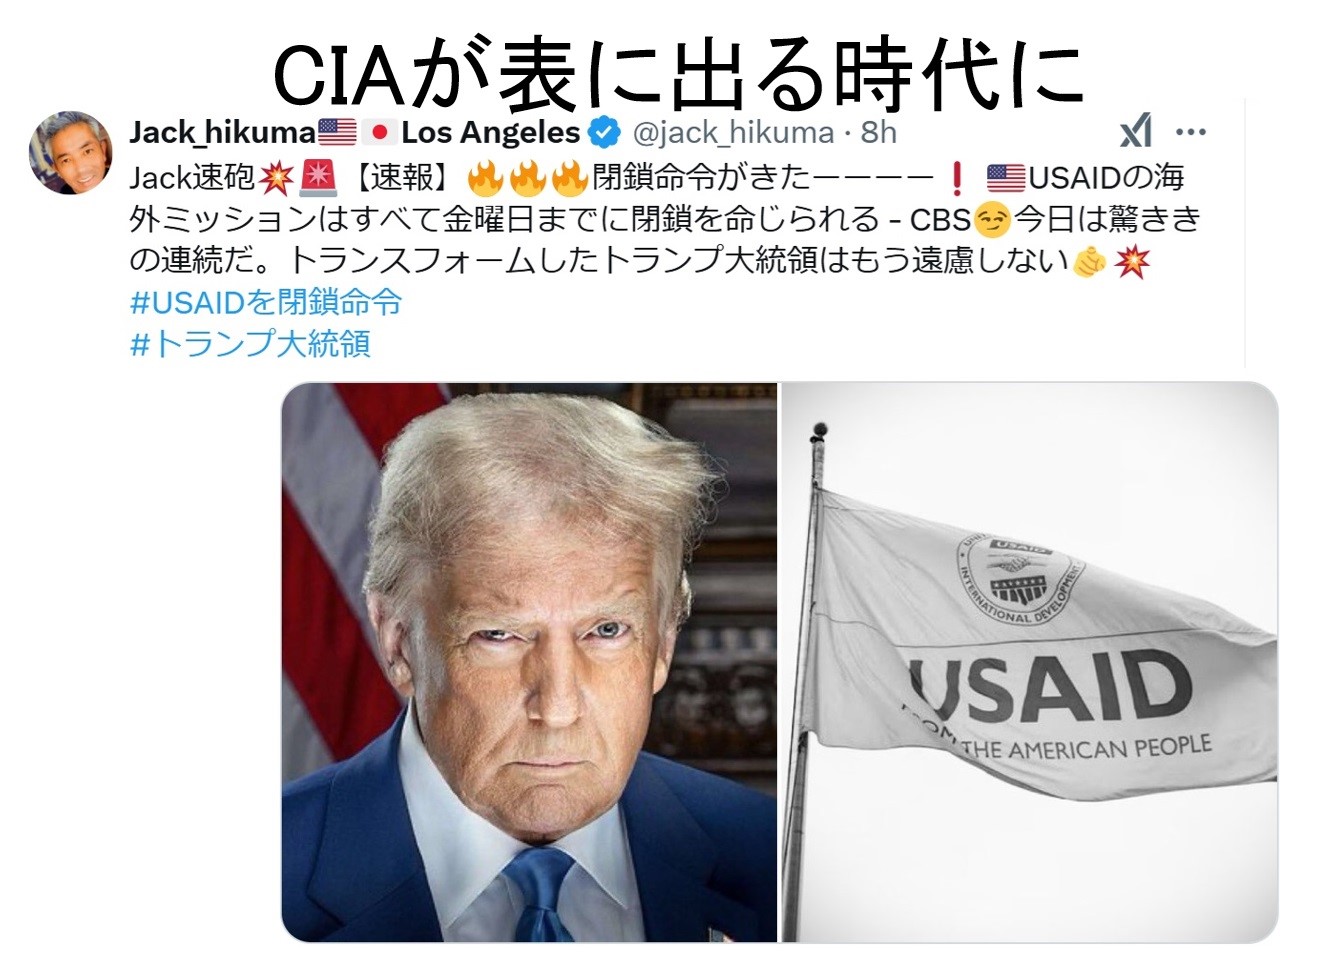 CIAが表に出る時代に
Jack_hikuma🇺🇸🇯🇵Los Angeles @jack_hikuma · 8h
Jack速砲💥🚨【速報】🔥🔥🔥閉鎖命令がきたーーーー❗🇺🇸USAIDの海
外ミッションはすべて金曜日までに閉鎖を命じられる - CBS😏今日は驚きき
の連続だ。トランスフォームしたトランプ大統領はもう遠慮しない🫵💥
#USAIDを閉鎖命令
#トランプ大統領
USAID
INTERNATIONAL DEVELOPMENT
USAID
FROM THE AMERICAN PEOPLE